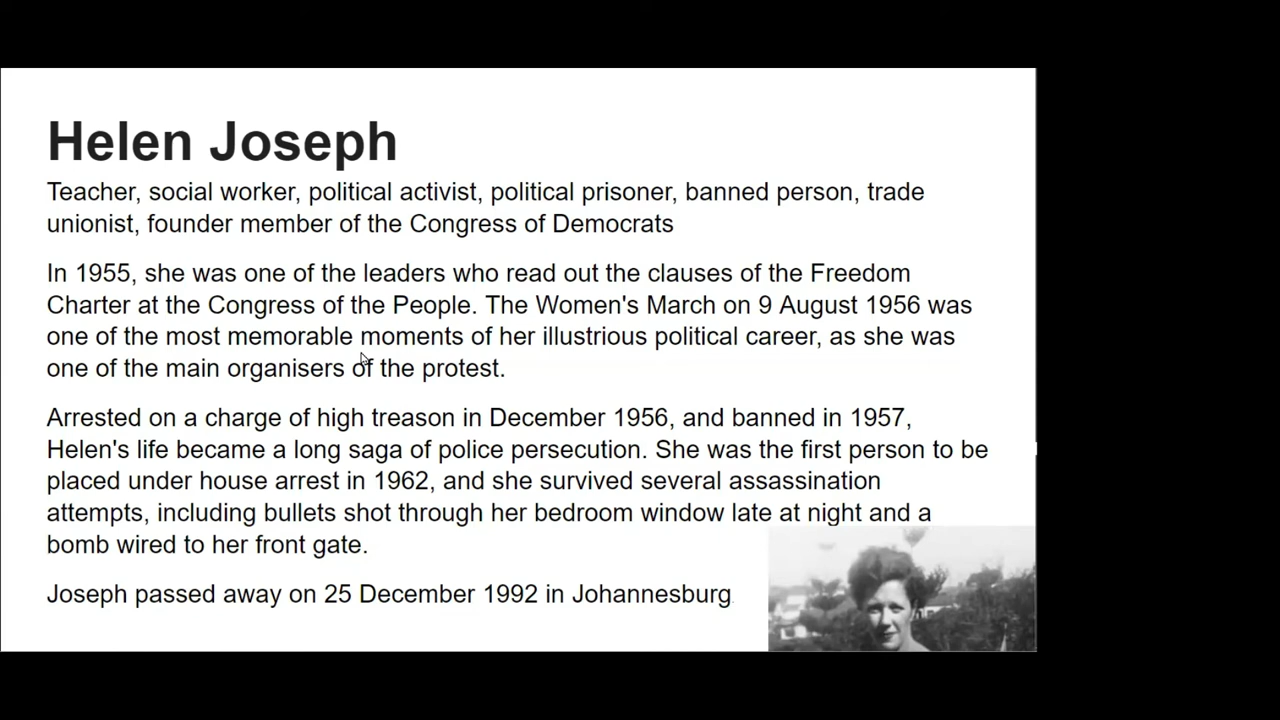 Helen Joseph
Teacher, social worker, political activist, political prisoner, banned person, trade
unionist, founder member of the Congress of Democrats
In 1955, she was one of the leaders who read out the clauses of the Freedom
Charter at the Congress of the People. The Women's March on 9 August 1956 was
one of the most memorable moments of her illustrious political career, as she was
one of the main organisers of the protest.
Arrested on a charge of high treason in December 1956, and banned in 1957,
Helen's life became a long saga of police persecution. She was the first person to be
placed under house arrest in 1962, and she survived several assassination
attempts, including bullets shot through her bedroom window late at night and a
bomb wired to her front gate.
Joseph passed away on 25 December 1992 in Johannesburg